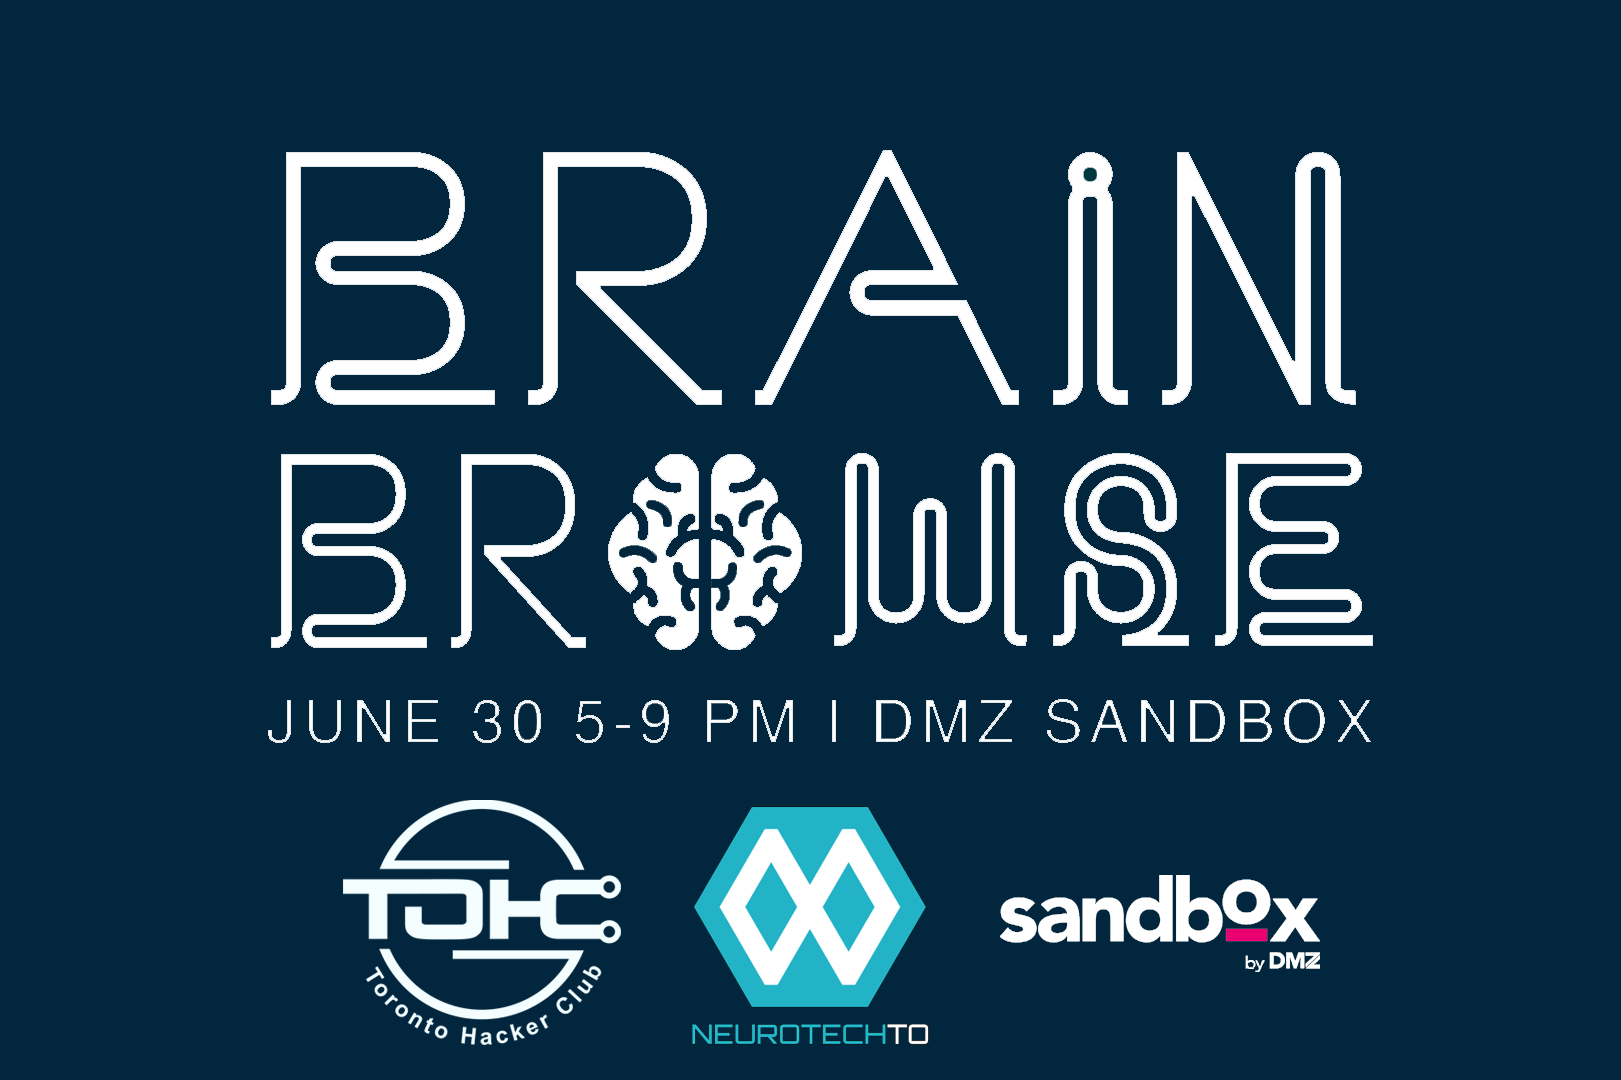 BRAiN
BROWSE
JUNE 30 5-9 PM | DMZ SANDBOX
TOHC
Toronto Hacker Club
NEUROTECHTO
sandbox
by DMZ